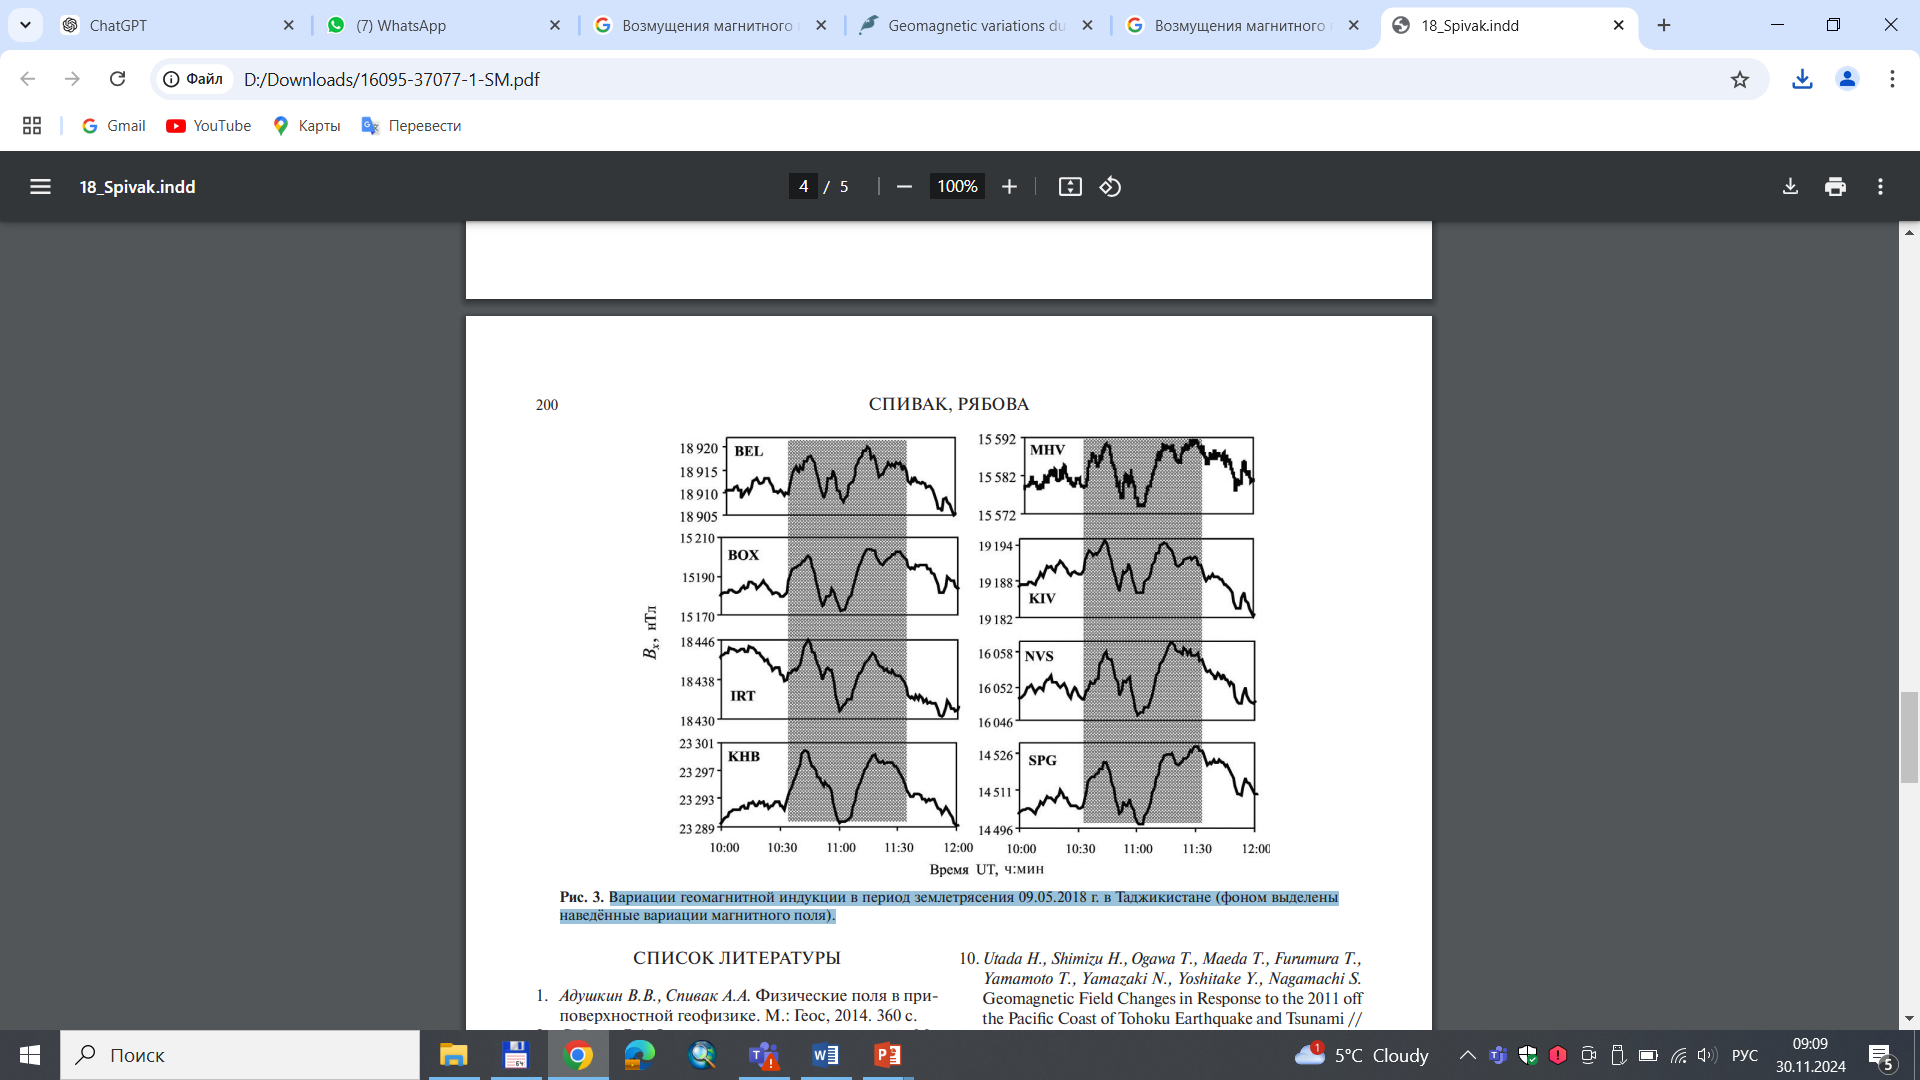 ChatGPT
(7) WhatsApp
Возмущения магнитного
Geomagnetic variations du
Возмущения магнитного
18_Spivak.indd
Файл
D:/Downloads/16095-37077-1-SM.pdf
Gmail
YouTube
Карты
Перевести
18_Spivak.indd
4 / 5
100%
200
СПИВАК, РЯБОВА
18 920
18 915
18 910
18 905
BEL
15 592
15 582
15 572
MHV
15 210
15190
15 170
BOX
19 194
19 188
19 182
KIV
18 446
18 438
18 430
IRT
16 058
16 052
16 046
NVS
23 301
23 297
23 293
23 289
KHB
14 526
14 511
14 496
SPG
Bx, нТл
10:00 10:30 11:00 11:30 12:00
10:00 10:30 11:00 11:30 12:00
Время UT, ч:мин
Рис. 3. Вариации геомагнитной индукции в период землетрясения 09.05.2018 г. в Таджикистане (фоном выделены
наведённые вариации магнитного поля).
СПИСОК ЛИТЕРАТУРЫ
1. Адушкин В.В., Спивак А.А. Физические поля в при-
поверхностной геофизике. М.: Геос, 2014. 360 с.
10. Utada H., Shimizu H., Ogawa T., Maeda T., Furumura T.,
Yamamoto T., Yamazaki N., Yoshitake Y., Nagamachi S.
Geomagnetic Field Changes in Response to the 2011 off
the Pacific Coast of Tohoku Earthquake and Tsunami //
Поиск
64
1
5°C Cloudy
РУС
09:09
30.11.2024
5